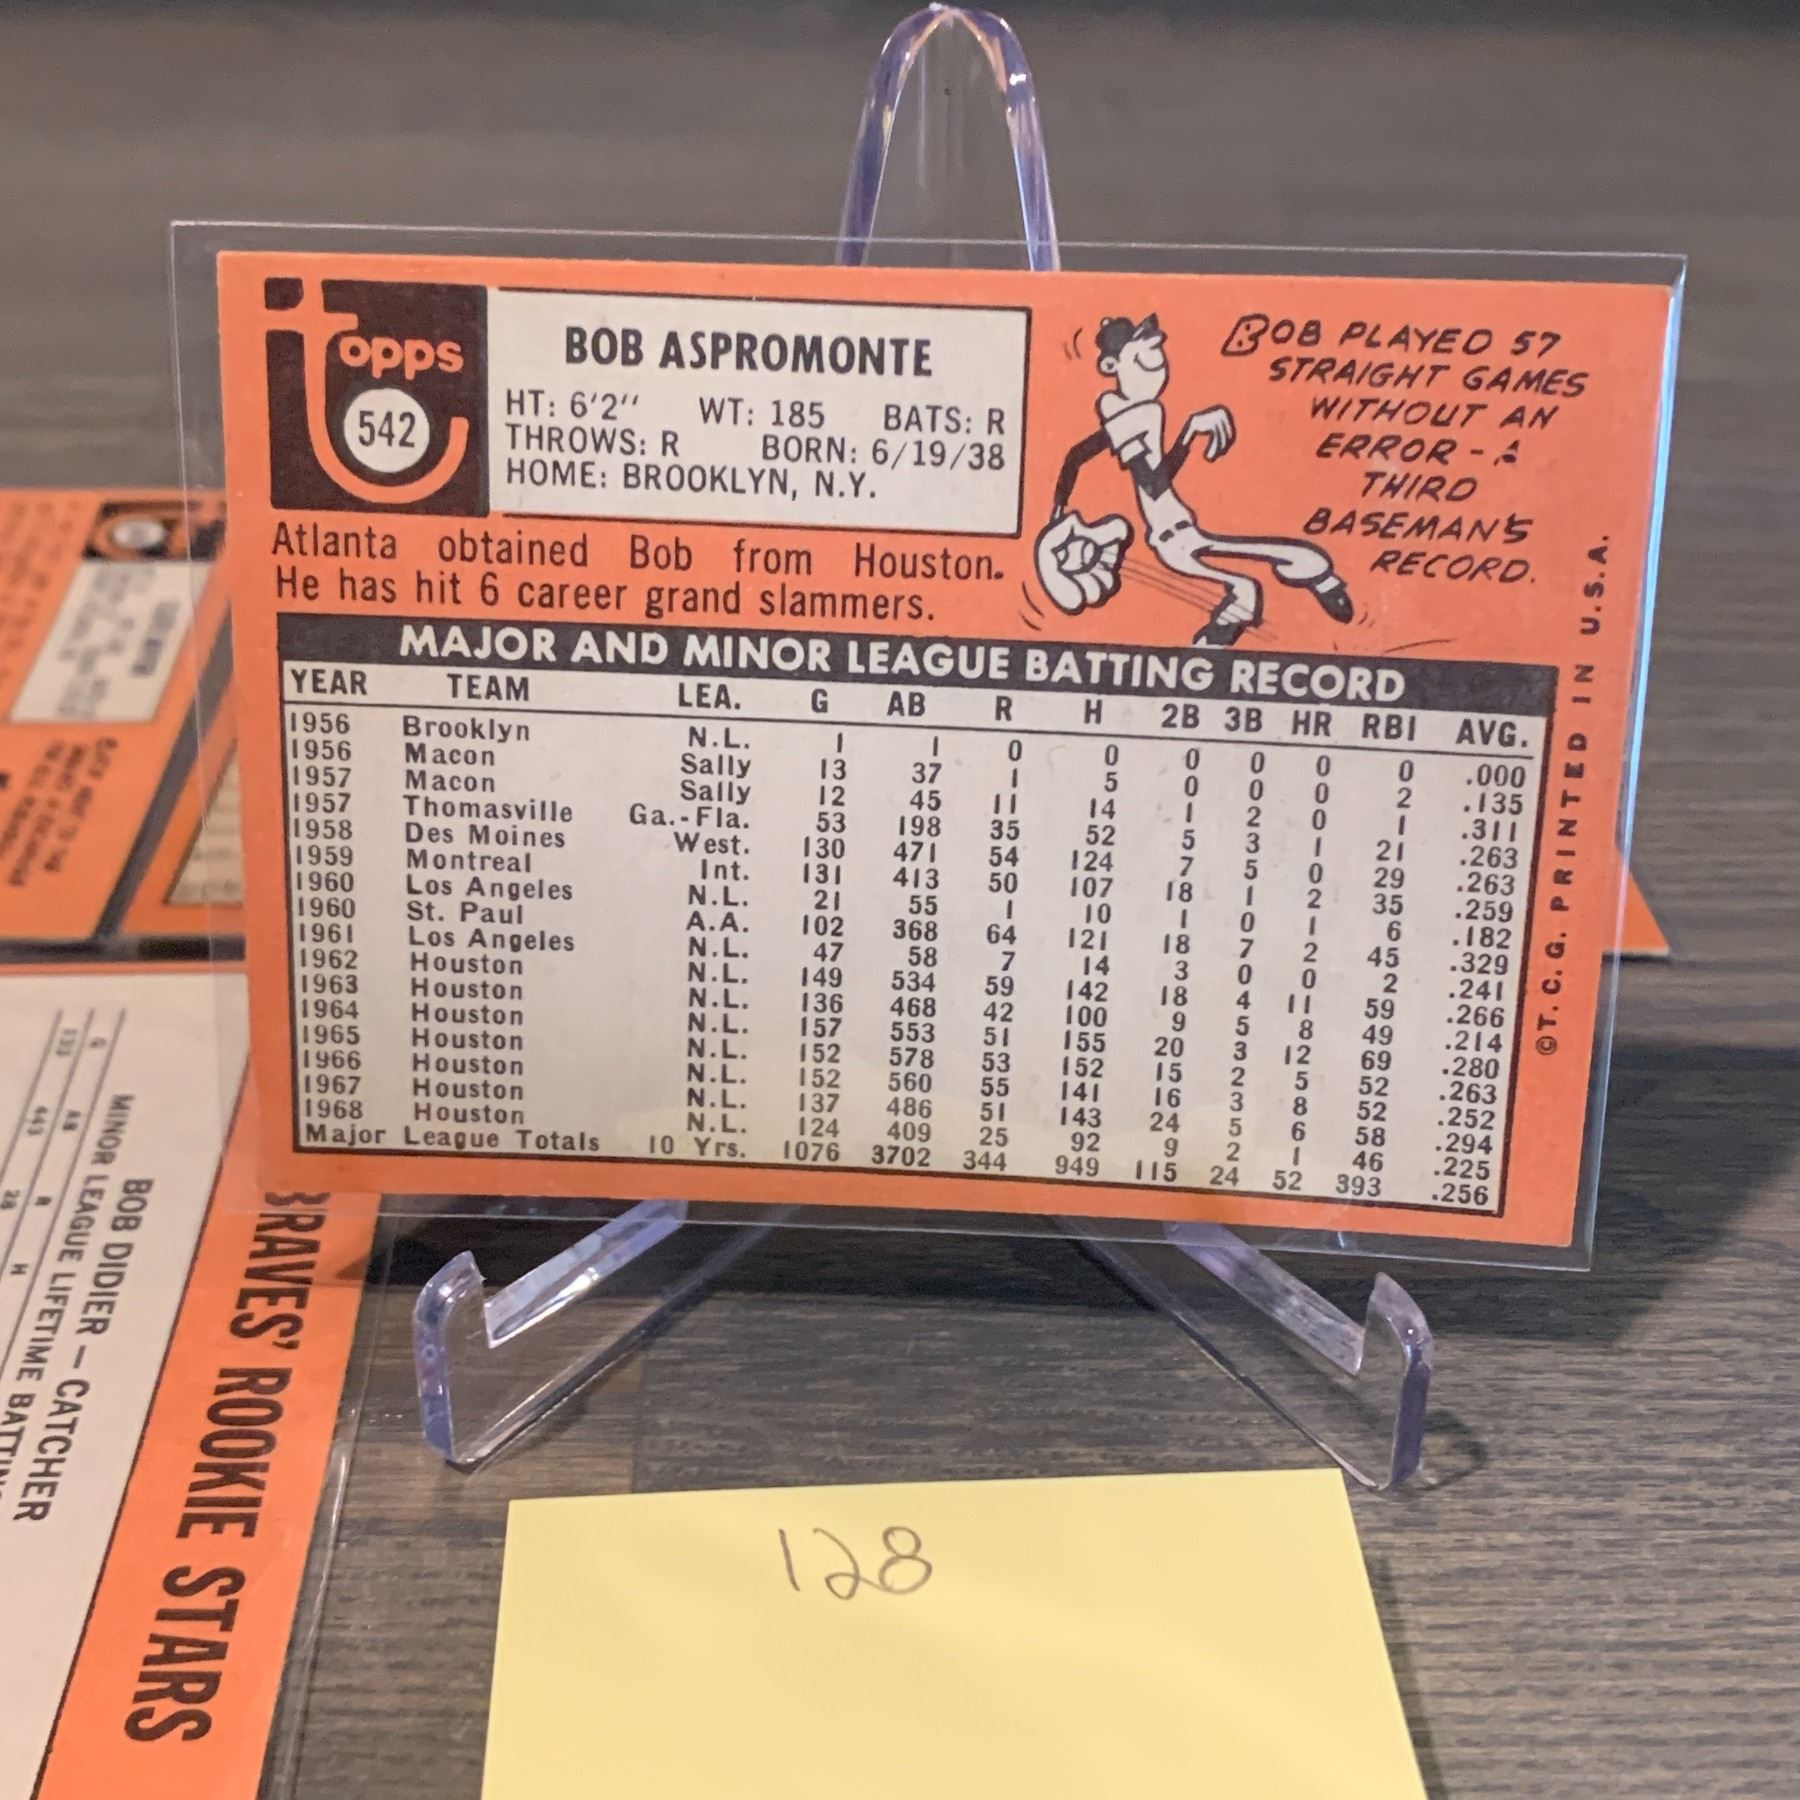 Topps
542
BOB ASPROMONTE
HT: 6'2" WT: 185 BATS: R
THROWS: R BORN: 6/19/38
HOME: BROOKLYN, N.Y.
BOB PLAYED 57
STRAIGHT GAMES
WITHOUT AN
ERROR - A
THIRD
BASEMAN'S
RECORD.
Atlanta obtained Bob from Houston.
He has hit 6 career grand slammers.
MAJOR AND MINOR LEAGUE BATTING RECORD
YEAR TEAM LEA. G AB R H 2B 3B HR RBI AVG.
1956 Brooklyn N.L. 1 1 0 0 0 0 0 0 .000
1956 Macon Sally 13 37 1 5 0 0 0 2 .135
1957 Macon Sally 12 45 11 14 1 2 0 1 .311
1957 Thomasville Ga.-Fla. 53 198 35 52 5 3 1 21 .263
1958 Des Moines West. 130 471 54 124 7 5 0 29 .263
1959 Montreal Int. 131 413 50 107 18 1 2 35 .259
1960 Los Angeles N.L. 21 55 1 10 1 0 1 6 .182
1960 St. Paul A.A. 102 368 64 121 18 7 2 45 .329
1961 Los Angeles N.L. 47 58 7 14 3 0 0 2 .241
1962 Houston N.L. 149 534 59 142 18 4 11 59 .266
1963 Houston N.L. 136 468 42 100 9 5 8 49 .214
1964 Houston N.L. 157 553 51 155 20 3 12 69 .280
1965 Houston N.L. 152 578 53 152 15 2 5 52 .263
1966 Houston N.L. 152 560 55 141 16 3 8 52 .252
1967 Houston N.L. 137 486 51 143 24 5 6 58 .294
1968 Houston N.L. 124 409 25 92 9 2 1 46 .225
Major League Totals 10 Yrs. 1076 3702 344 949 115 24 52 393 .256
©T.C.G. PRINTED IN U.S.A.
BRAVES' ROOKIE STARS
BOB DIDIER - CATCHER
MINOR LEAGUE LIFETIME BATTIN
G AB R H
133 443 38
128